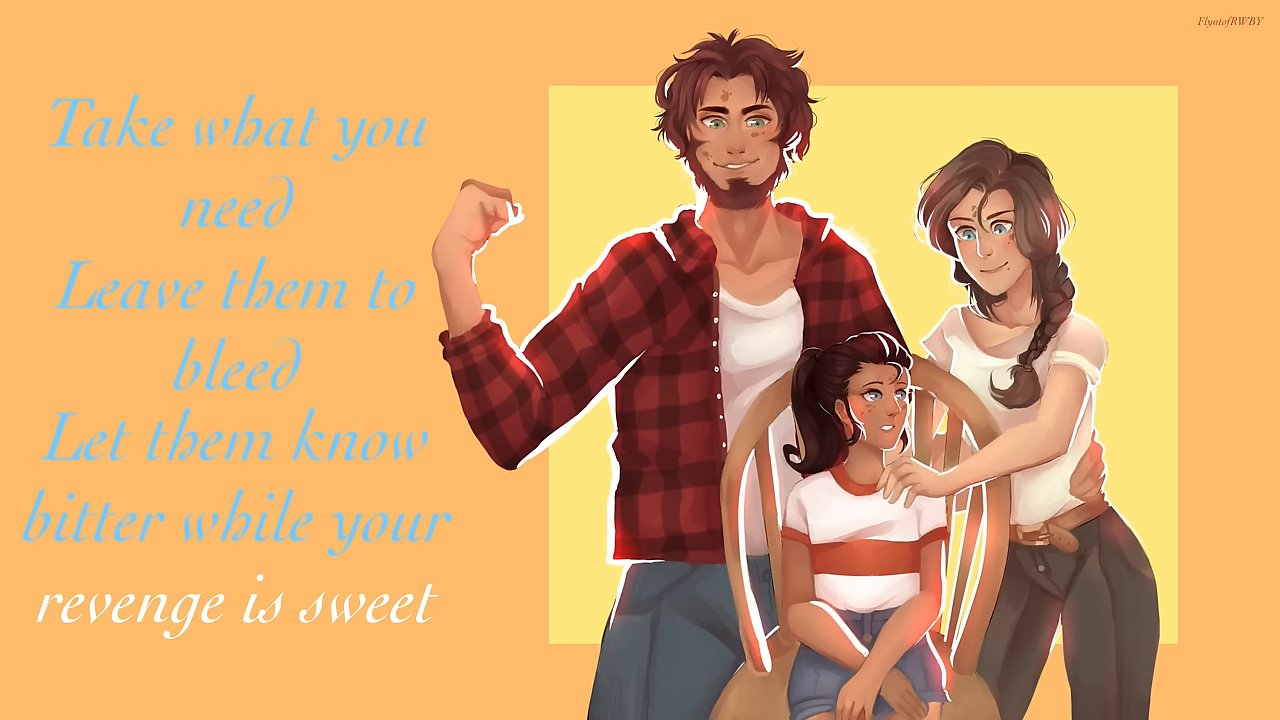 FlyntofRWBY
Take what you
need
Leave them to
bleed
Let them know
bitter while your
revenge is sweet